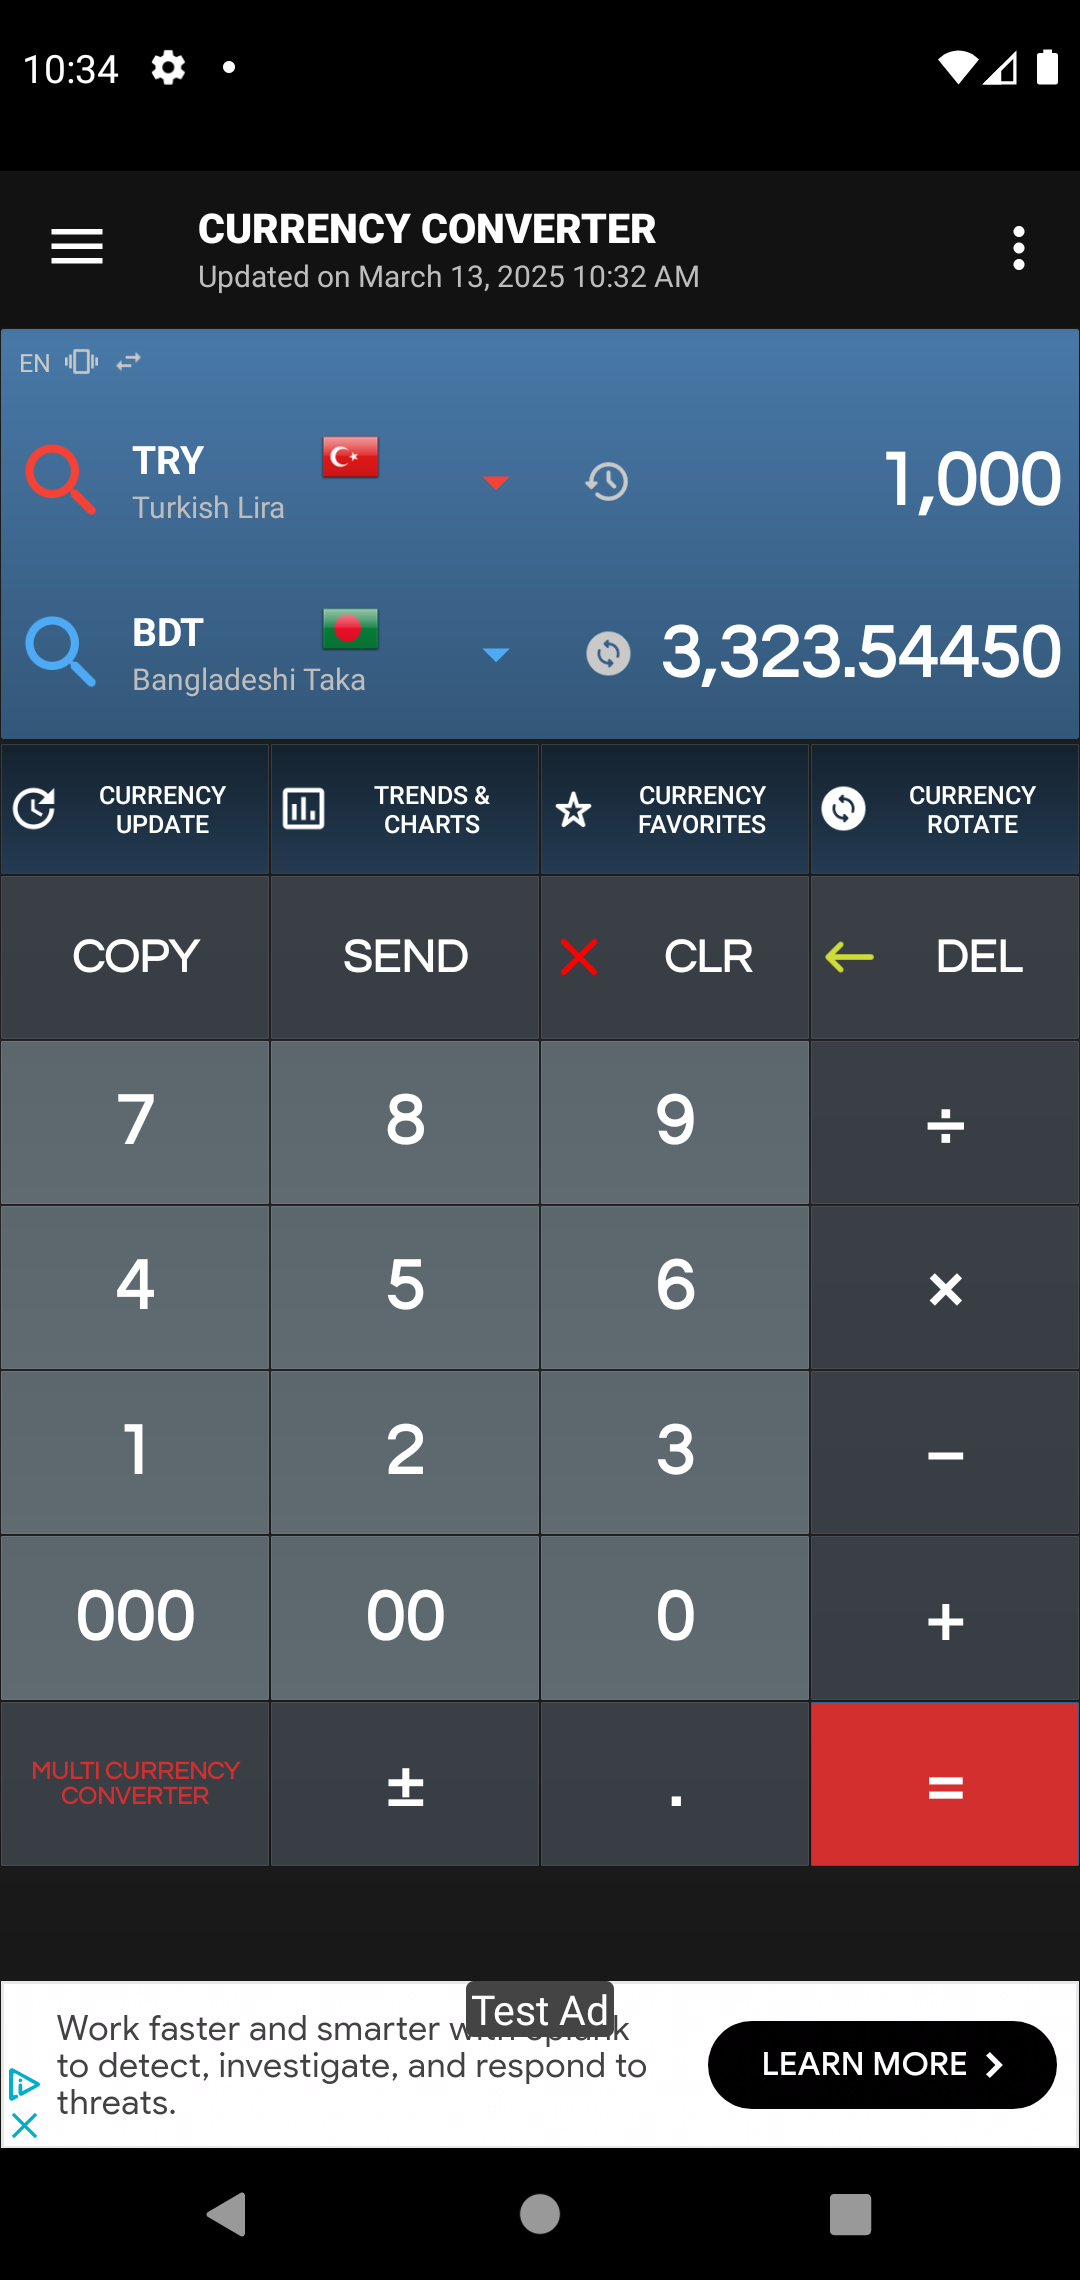 10:34
CURRENCY CONVERTER
Updated on March 13, 2025 10:32 AM
EN
TRY
Turkish Lira
1,000
BDT
Bangladeshi Taka
3,323.54450
CURRENCY
UPDATE
TRENDS &
CHARTS
CURRENCY
FAVORITES
CURRENCY
ROTATE
COPY
SEND
CLR
DEL
7
8
9
÷
4
5
6
×
1
2
3
−
000
00
0
+
MULTI CURRENCY
CONVERTER
±
.
=
Test Ad
Work faster and smarter
to detect, investigate, and respond to
threats.
LEARN MORE